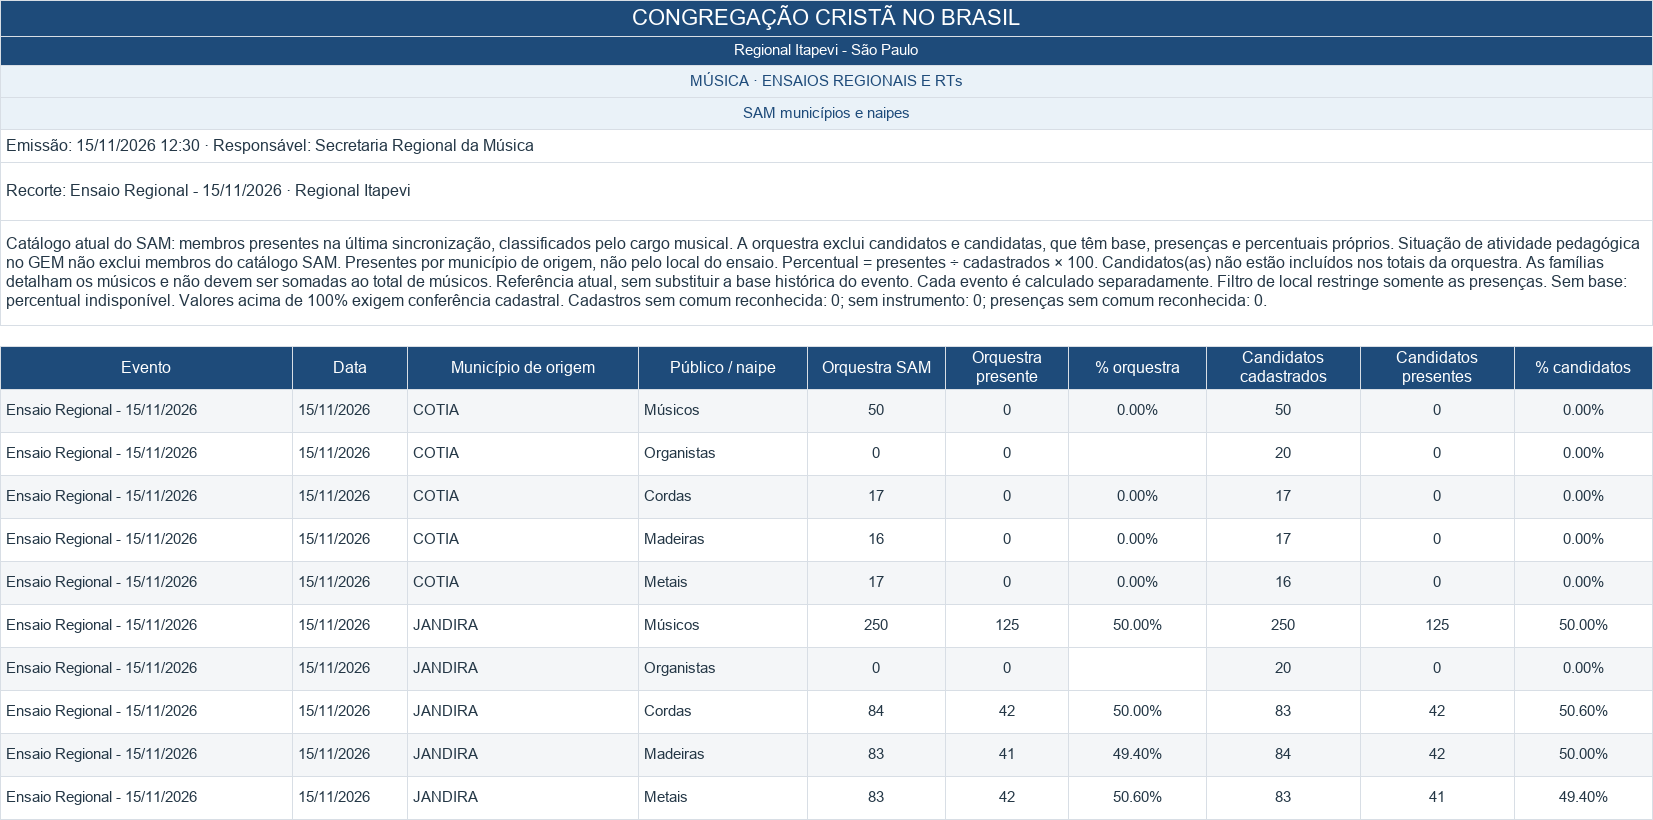 CONGREGAÇÃO CRISTÃ NO BRASIL
Regional Itapevi - São Paulo
MÚSICA · ENSAIOS REGIONAIS E RTs
SAM municípios e naipes
Emissão: 15/11/2026 12:30 · Responsável: Secretaria Regional da Música
Recorte: Ensaio Regional - 15/11/2026 · Regional Itapevi
Catálogo atual do SAM: membros presentes na última sincronização, classificados pelo cargo musical. A orquestra exclui candidatos e candidatas, que têm base, presenças e percentuais próprios. Situação de atividade pedagógica
no GEM não exclui membros do catálogo SAM. Presentes por município de origem, não pelo local do ensaio. Percentual = presentes ÷ cadastrados × 100. Candidatos(as) não estão incluídos nos totais da orquestra. As famílias
detalham os músicos e não devem ser somadas ao total de músicos. Referência atual, sem substituir a base histórica do evento. Cada evento é calculado separadamente. Filtro de local restringe somente as presenças. Sem base:
percentual indisponível. Valores acima de 100% exigem conferência cadastral. Cadastros sem comum reconhecida: 0; sem instrumento: 0; presenças sem comum reconhecida: 0.
Evento Data Município de origem Público / naipe Orquestra SAM Orquestra presente % orquestra Candidatos cadastrados Candidatos presentes % candidatos
Ensaio Regional - 15/11/2026 15/11/2026 COTIA Músicos 50 0 0.00% 50 0 0.00%
Ensaio Regional - 15/11/2026 15/11/2026 COTIA Organistas 0 0 20 0 0.00%
Ensaio Regional - 15/11/2026 15/11/2026 COTIA Cordas 17 0 0.00% 17 0 0.00%
Ensaio Regional - 15/11/2026 15/11/2026 COTIA Madeiras 16 0 0.00% 17 0 0.00%
Ensaio Regional - 15/11/2026 15/11/2026 COTIA Metais 17 0 0.00% 16 0 0.00%
Ensaio Regional - 15/11/2026 15/11/2026 JANDIRA Músicos 250 125 50.00% 250 125 50.00%
Ensaio Regional - 15/11/2026 15/11/2026 JANDIRA Organistas 0 0 20 0 0.00%
Ensaio Regional - 15/11/2026 15/11/2026 JANDIRA Cordas 84 42 50.00% 83 42 50.60%
Ensaio Regional - 15/11/2026 15/11/2026 JANDIRA Madeiras 83 41 49.40% 84 42 50.00%
Ensaio Regional - 15/11/2026 15/11/2026 JANDIRA Metais 83 42 50.60% 83 41 49.40%